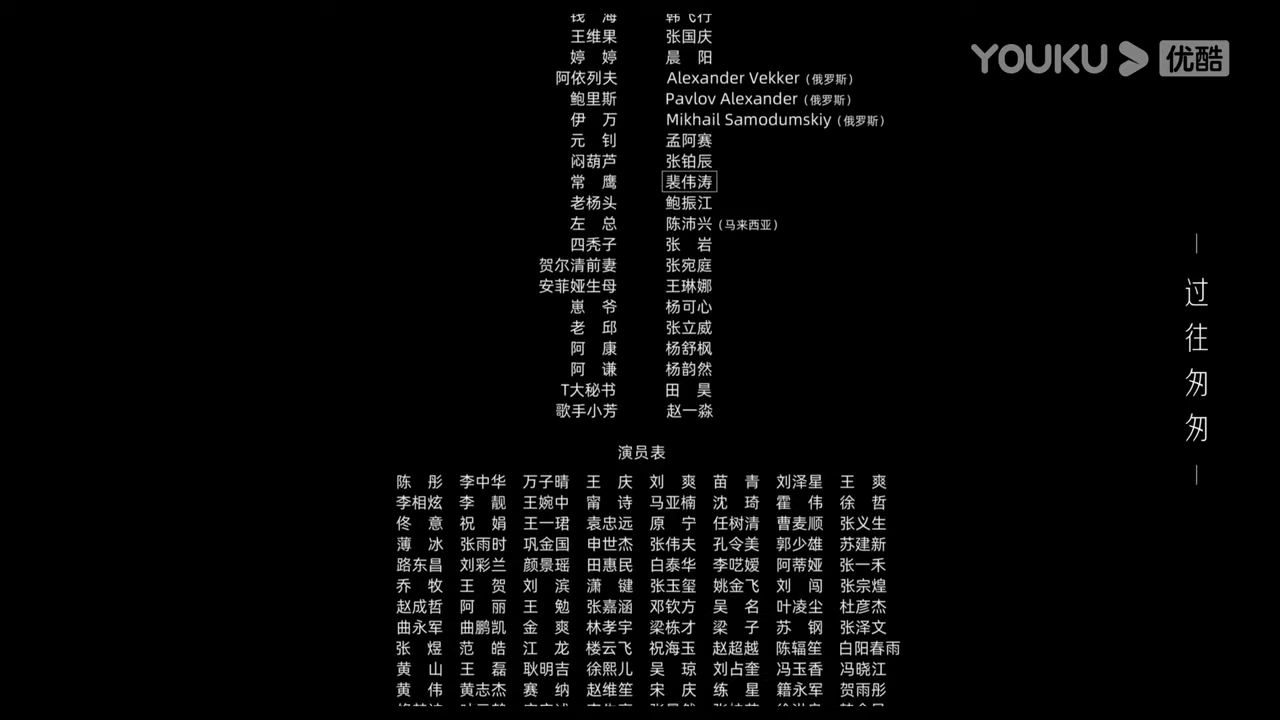 钱 海 韩飞行
王维果 张国庆
婷 婷 晨 阳
阿依列夫 Alexander Vekker（俄罗斯）
鲍里斯 Pavlov Alexander（俄罗斯）
伊 万 Mikhail Samodumskiy（俄罗斯）
元 钊 孟阿赛
闷葫芦 张铂辰
常 鹰 裴伟涛
老杨头 鲍振江
左 总 陈沛兴（马来西亚）
四秃子 张 岩
贺尔清前妻 张宛庭
安菲娅生母 王琳娜
崽 爷 杨可心
老 邱 张立威
阿 康 杨舒枫
阿 谦 杨韵然
T大秘书 田 昊
歌手小芳 赵一淼
演员表
陈 彤 李中华 万子晴 王 庆 刘 爽 苗 青 刘泽星 王 爽
李相炫 李 靓 王婉中 甯 诗 马亚楠 沈 琦 霍 伟 徐 哲
佟 意 祝 娟 王一珺 袁忠远 原 宁 任树清 曹麦顺 张义生
薄 冰 张雨时 巩金国 申世杰 张伟夫 孔令美 郭少雄 苏建新
路东昌 刘彩兰 颜景瑶 田惠民 白泰华 李呓嫒 阿蒂娅 张一禾
乔 牧 王 贺 刘 滨 潇 键 张玉玺 姚金飞 刘 闯 张宗煌
赵成哲 阿 丽 王 勉 张嘉涵 邓钦方 吴 名 叶凌尘 杜彦杰
曲永军 曲鹏凯 金 爽 林孝宇 梁栋才 梁 子 苏 钢 张泽文
张 煜 范 皓 江 龙 楼云飞 祝海玉 赵超越 陈辐笙 白阳春雨
黄 山 王 磊 耿明吉 徐熙儿 吴 琼 刘占奎 冯玉香 冯晓江
黄 伟 黄志杰 赛 纳 赵维笙 宋 庆 练 星 籍永军 贺雨彤
YOUKU 优酷
过往匆匆